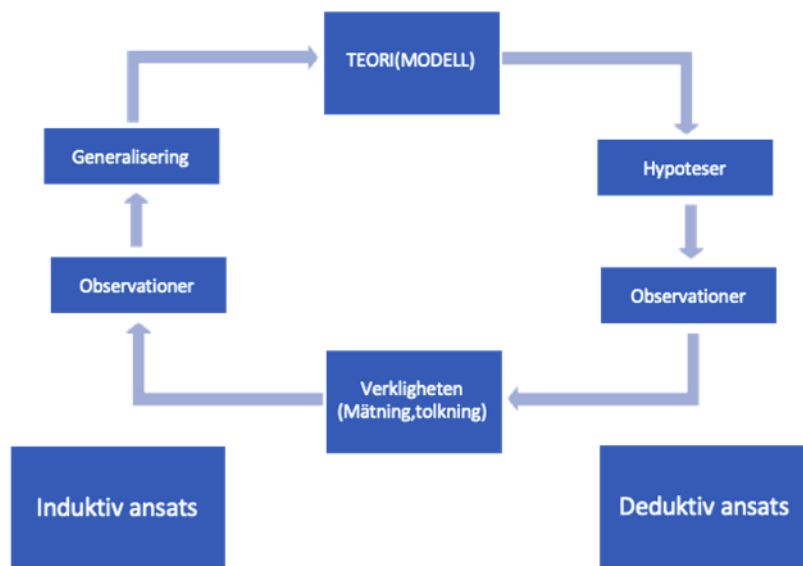 TEORI(MODELL)
Generalisering
Hypoteser
Observationer
Observationer
Verkligheten
(Mätning,tolkning)
Induktiv ansats
Deduktiv ansats